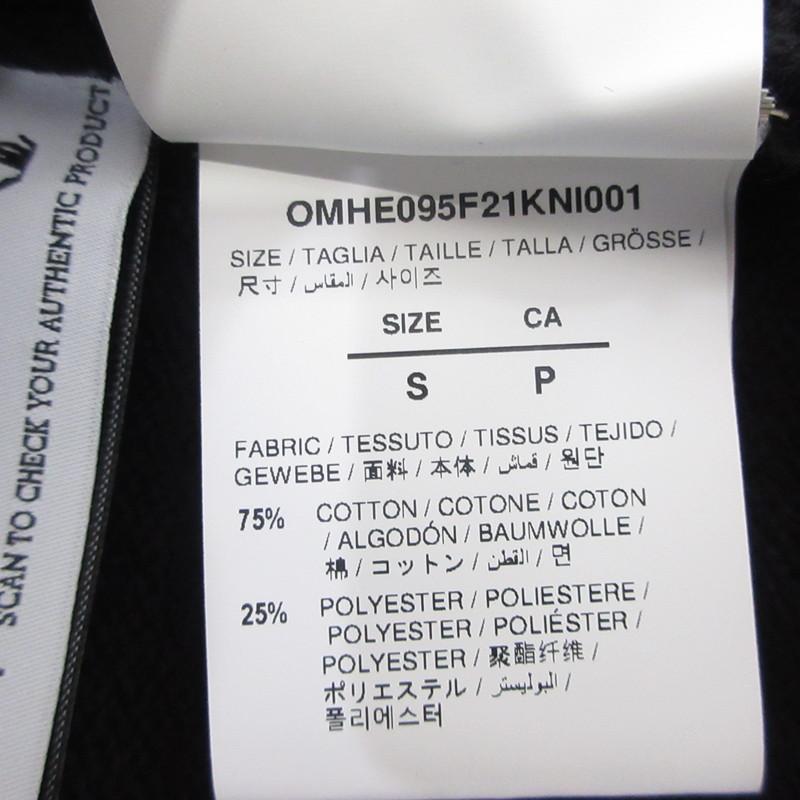 SCAN TO CHECK YOUR AUTHENTIC PRODUCT
OMHE095F21KNI001
SIZE / TAGLIA / TAILLE / TALLA / GRÖSSE /
尺寸 / المقاس / 사이즈
SIZE CA
S P
FABRIC / TESSUTO / TISSUS / TEJIDO /
GEWEBE / 面料 / 本体 / قماش / 원단
75% COTTON / COTONE / COTON
/ ALGODÓN / BAUMWOLLE /
棉 / コットン / القطن / 면
25% POLYESTER / POLIESTERE /
POLYESTER / POLIÉSTER /
POLYESTER / 聚酯纤维 /
ポリエステル / البوليستر /
폴리에스터